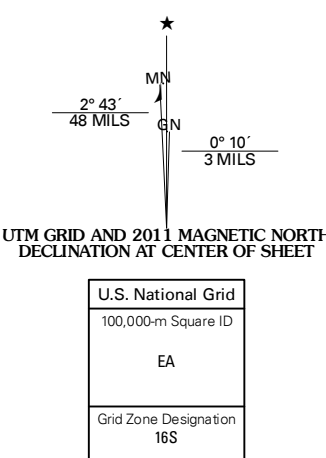 ★
MN
2° 43´
48 MILS
GN
0° 10´
3 MILS
UTM GRID AND 2011 MAGNETIC NORTH
DECLINATION AT CENTER OF SHEET
U.S. National Grid
100,000-m Square ID
EA
Grid Zone Designation
16S